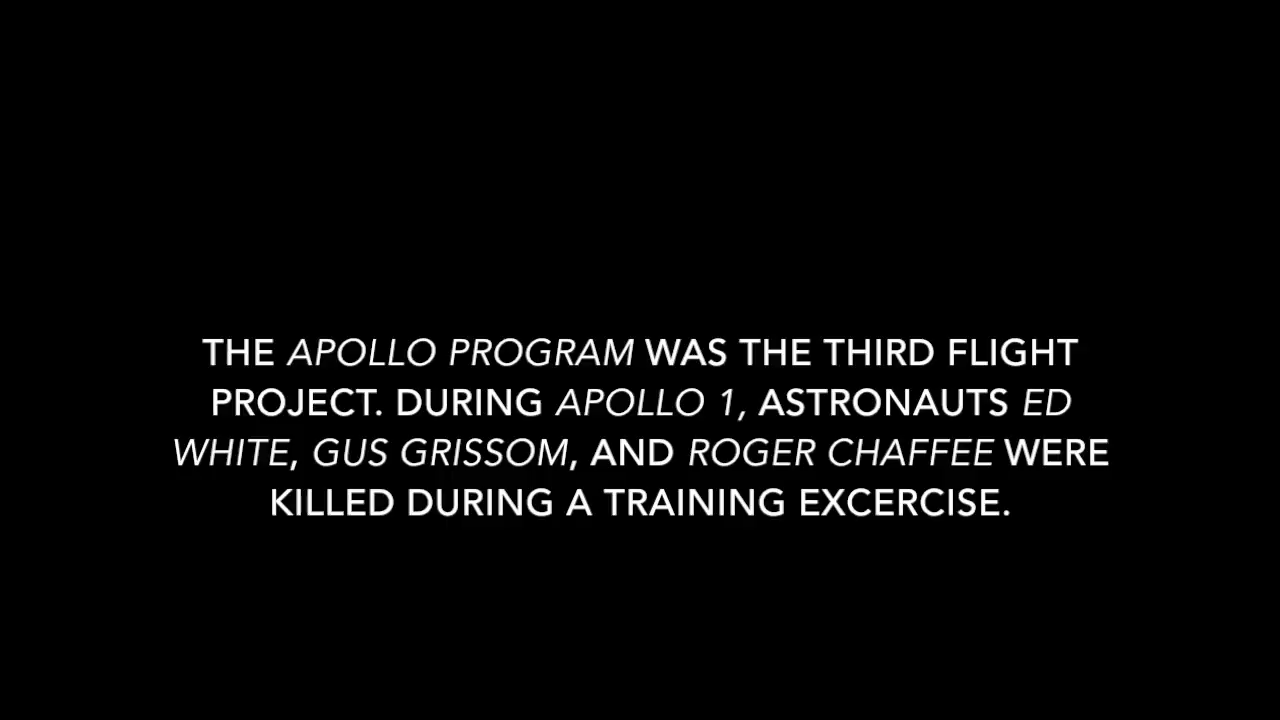 THE APOLLO PROGRAM WAS THE THIRD FLIGHT
PROJECT. DURING APOLLO 1, ASTRONAUTS ED
WHITE, GUS GRISSOM, AND ROGER CHAFFEE WERE
KILLED DURING A TRAINING EXCERCISE.